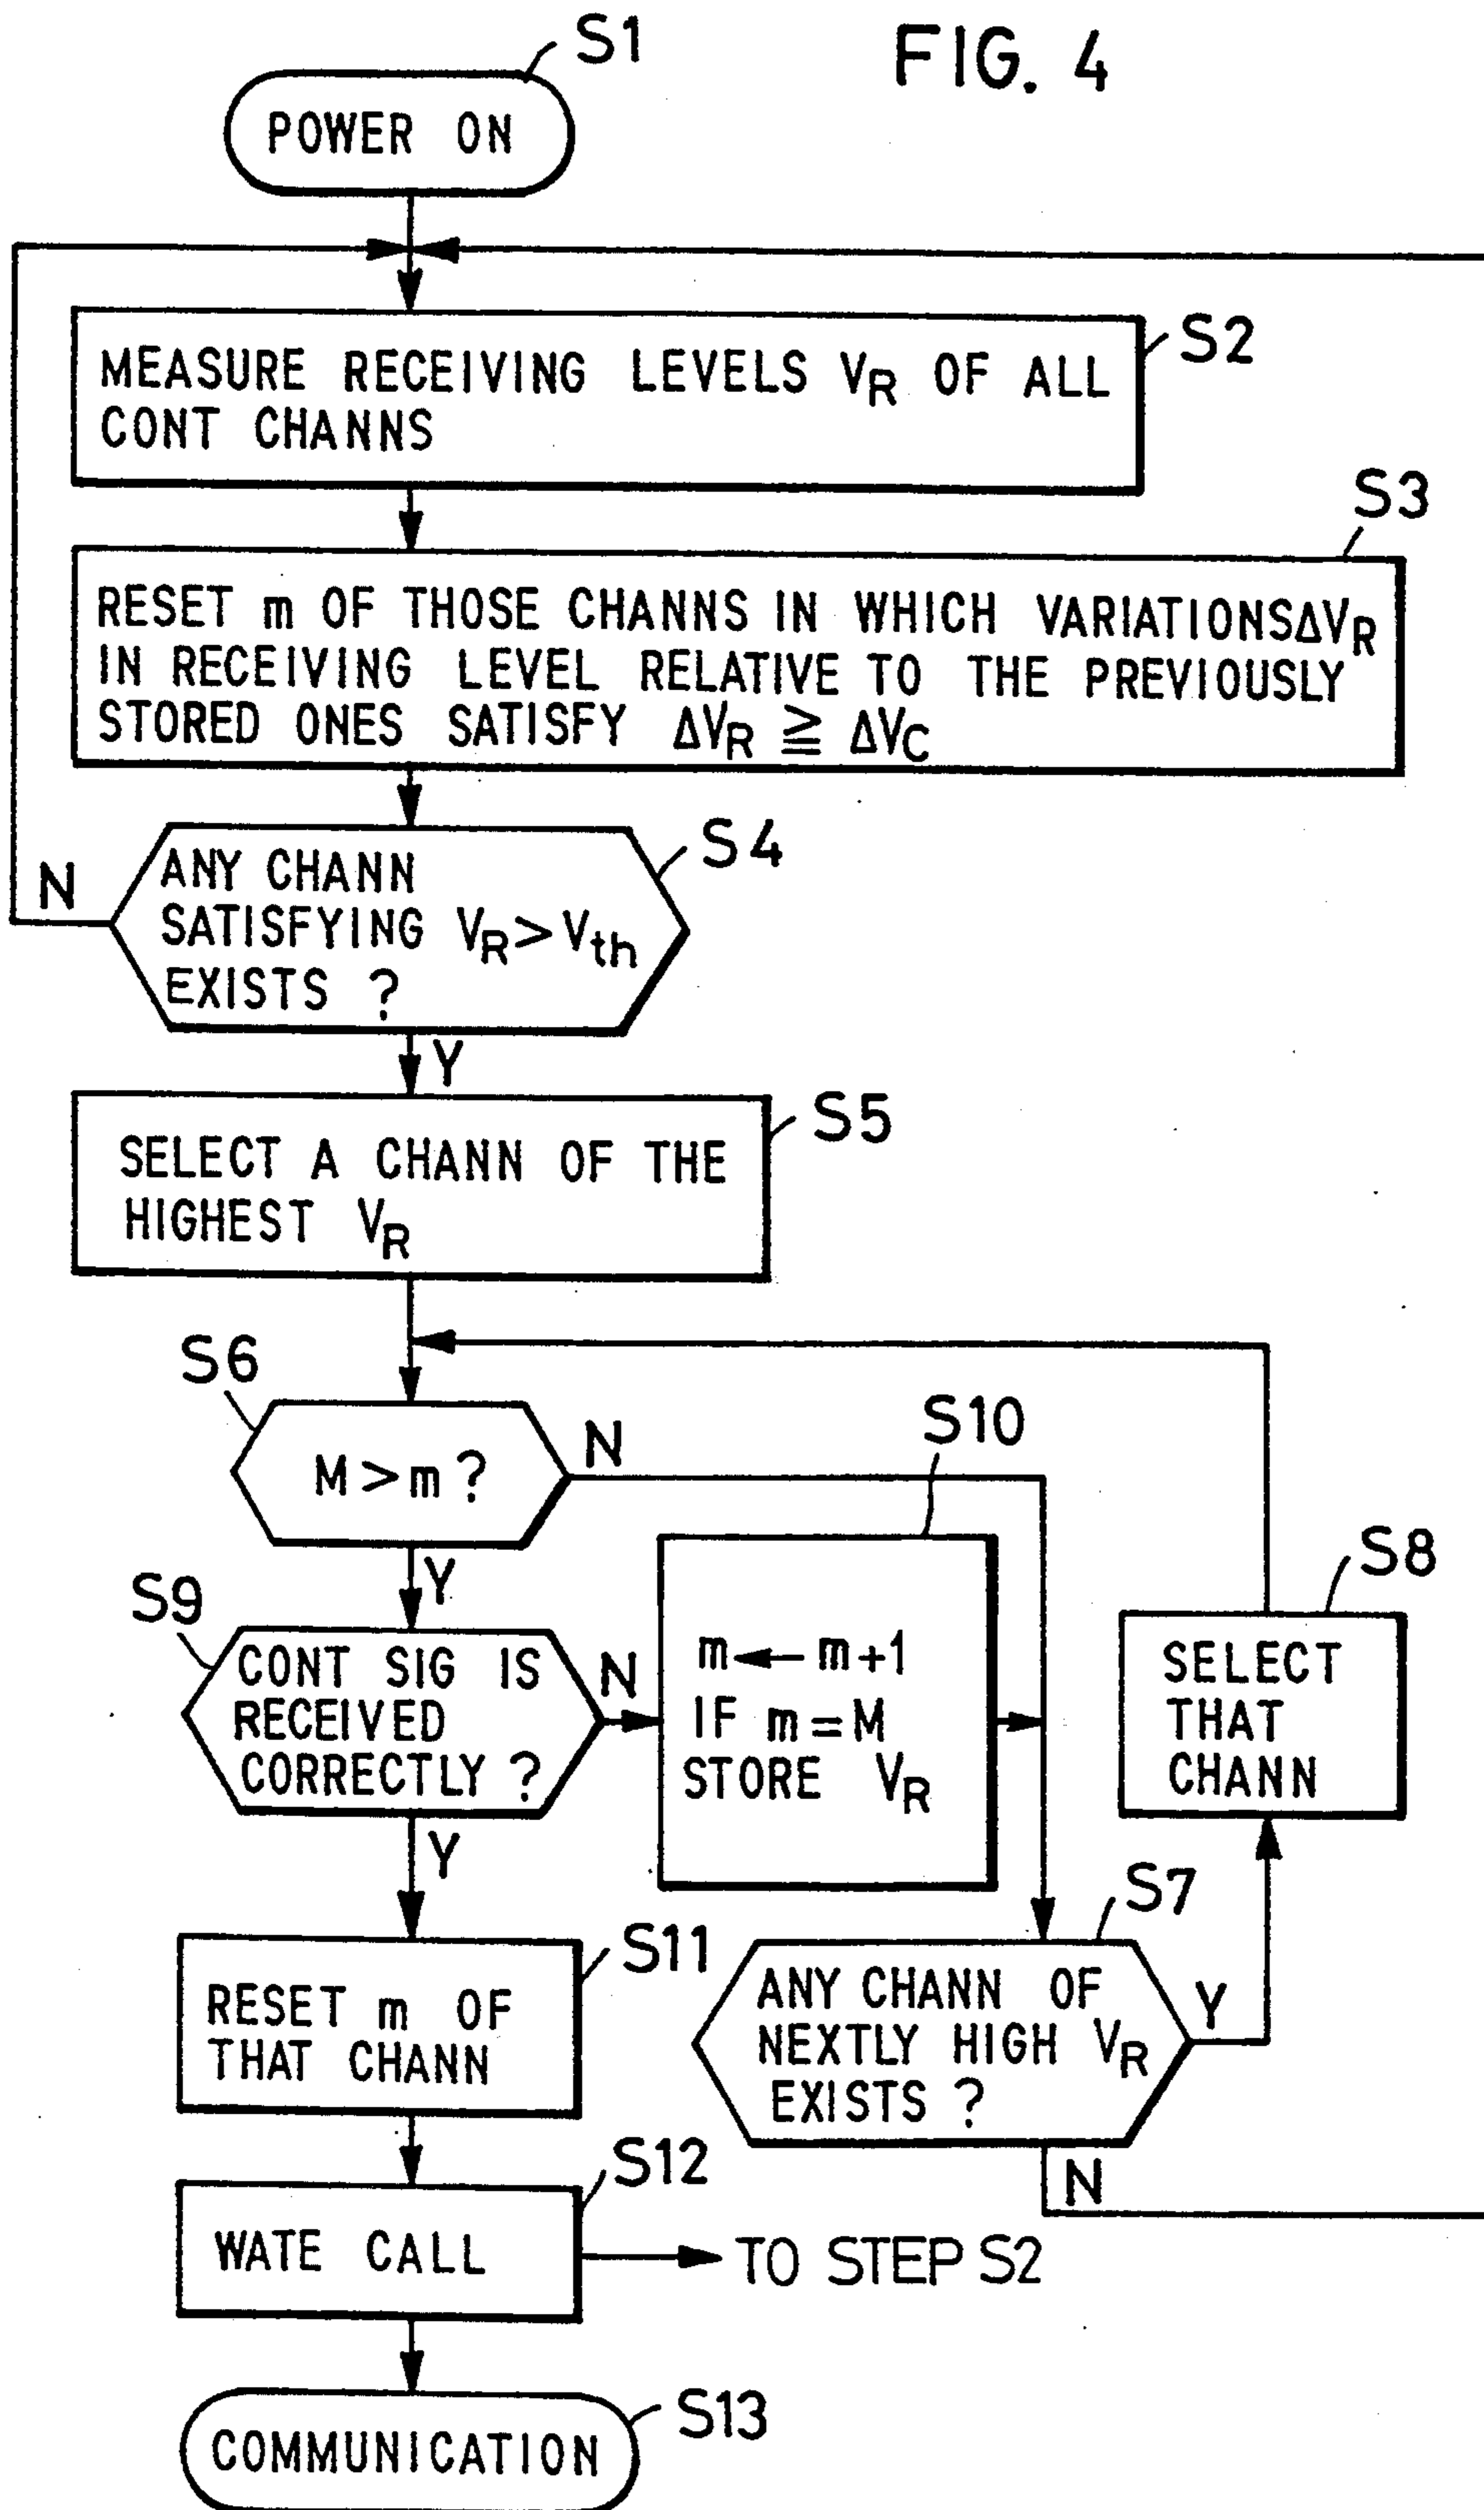 FIG. 4
S1
POWER ON
S2
MEASURE RECEIVING LEVELS VR OF ALL
CONT CHANNS
S3
RESET m OF THOSE CHANNS IN WHICH VARIATIONSΔVR
IN RECEIVING LEVEL RELATIVE TO THE PREVIOUSLY
STORED ONES SATISFY ΔVR ≧ ΔVC
S4
N
ANY CHANN
SATISFYING VR > Vth
EXISTS ?
Y
S5
SELECT A CHANN OF THE
HIGHEST VR
S6
M > m ?
N
Y
S9
CONT SIG IS
RECEIVED
CORRECTLY ?
N
Y
S10
m ← m+1
IF m = M
STORE VR
S8
SELECT
THAT
CHANN
S7
ANY CHANN OF
NEXTLY HIGH VR
EXISTS ?
Y
N
S11
RESET m OF
THAT CHANN
S12
WATE CALL
TO STEP S2
S13
COMMUNICATION